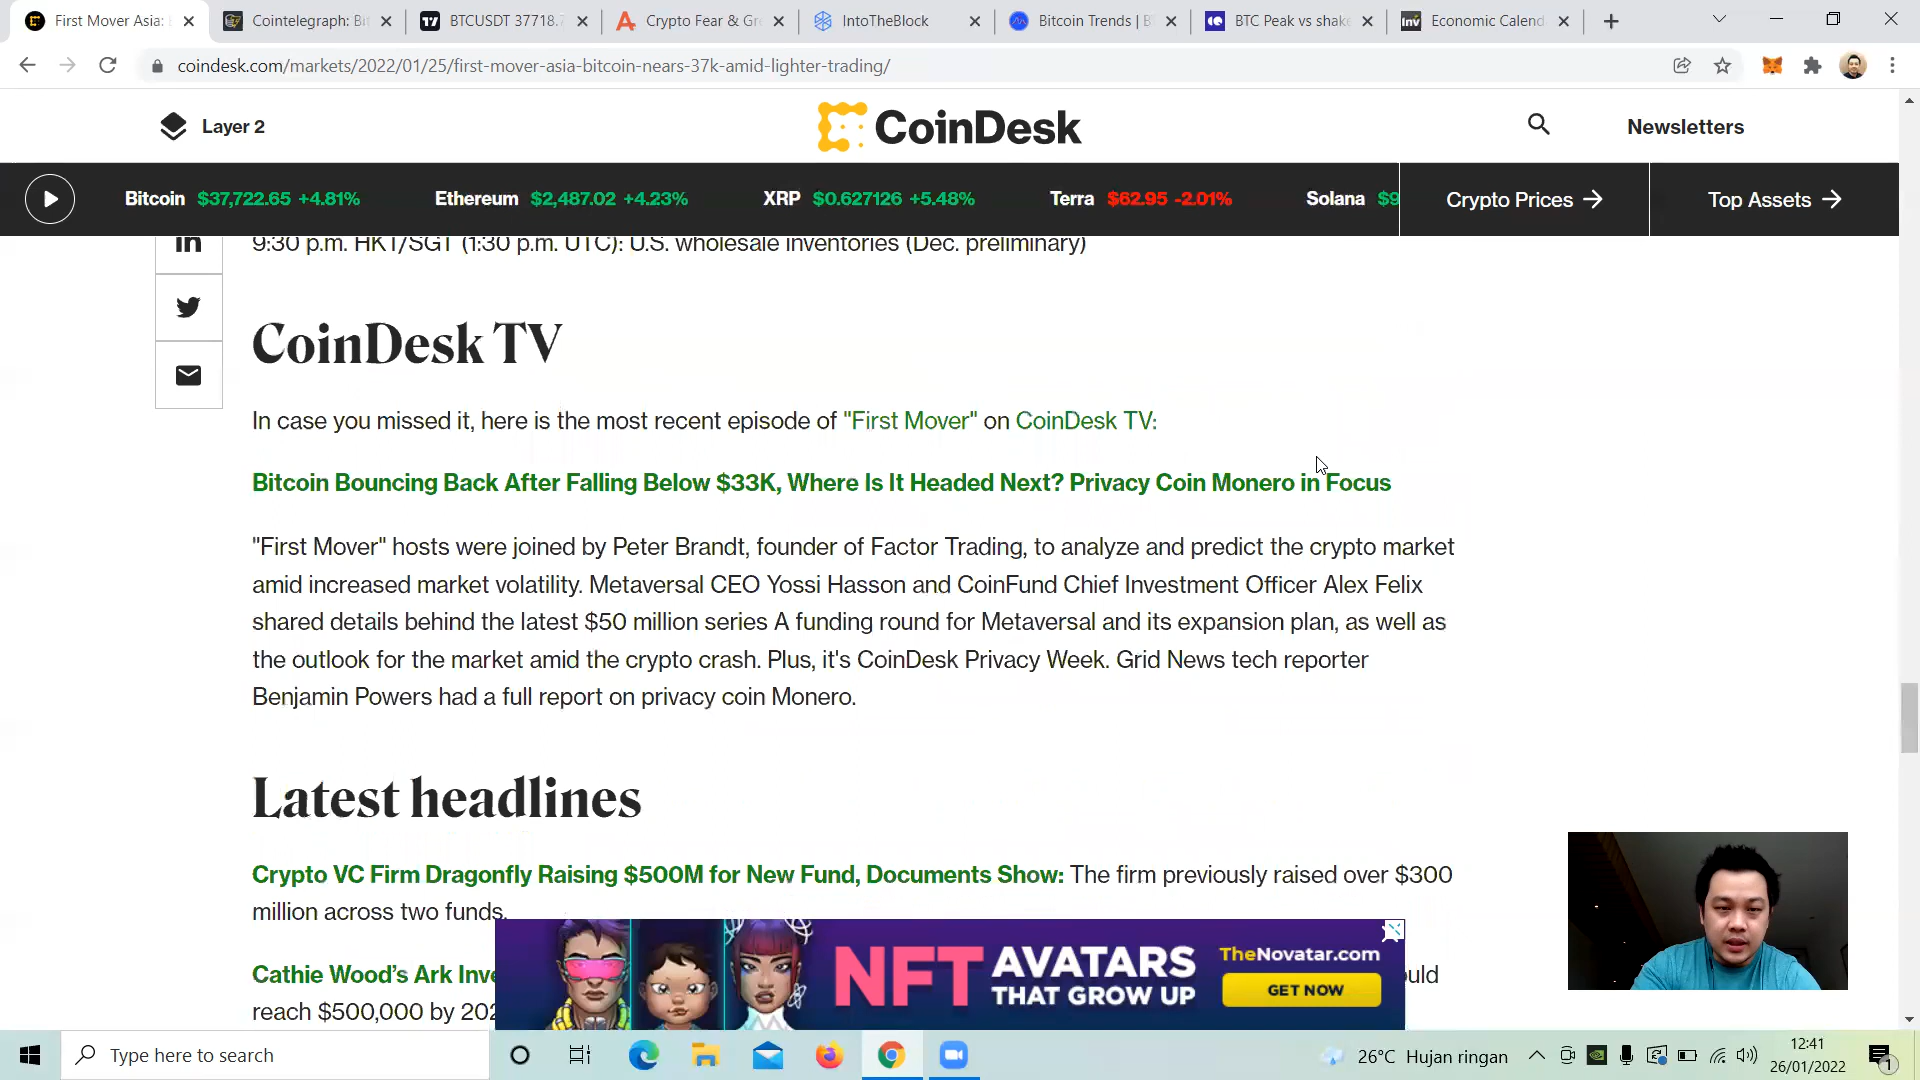 First Mover Asia:
Cointelegraph: Bit
BTCUSDT 37718.
Crypto Fear & Gre
IntoTheBlock
Bitcoin Trends |
BTC Peak vs shake
Economic Calend
coindesk.com/markets/2022/01/25/first-mover-asia-bitcoin-nears-37k-amid-lighter-trading/
Layer 2
CoinDesk
Newsletters
Bitcoin $37,722.65 +4.81%
Ethereum $2,487.02 +4.23%
XRP $0.627126 +5.48%
Terra $62.95 -2.01%
Solana $9
Crypto Prices →
Top Assets →
9:30 p.m. HKT/SGT (1:30 p.m. UTC): U.S. wholesale inventories (Dec. preliminary)
CoinDesk TV
In case you missed it, here is the most recent episode of "First Mover" on CoinDesk TV:
Bitcoin Bouncing Back After Falling Below $33K, Where Is It Headed Next? Privacy Coin Monero in Focus
"First Mover" hosts were joined by Peter Brandt, founder of Factor Trading, to analyze and predict the crypto market
amid increased market volatility. Metaversal CEO Yossi Hasson and CoinFund Chief Investment Officer Alex Felix
shared details behind the latest $50 million series A funding round for Metaversal and its expansion plan, as well as
the outlook for the market amid the crypto crash. Plus, it's CoinDesk Privacy Week. Grid News tech reporter
Benjamin Powers had a full report on privacy coin Monero.
Latest headlines
Crypto VC Firm Dragonfly Raising $500M for New Fund, Documents Show: The firm previously raised over $300
million across two funds.
Cathie Wood's Ark Inve
uld
reach $500,000 by 202
NFT AVATARS
THAT GROW UP
TheNovatar.com
GET NOW
Type here to search
26°C Hujan ringan
12:41
26/01/2022
1